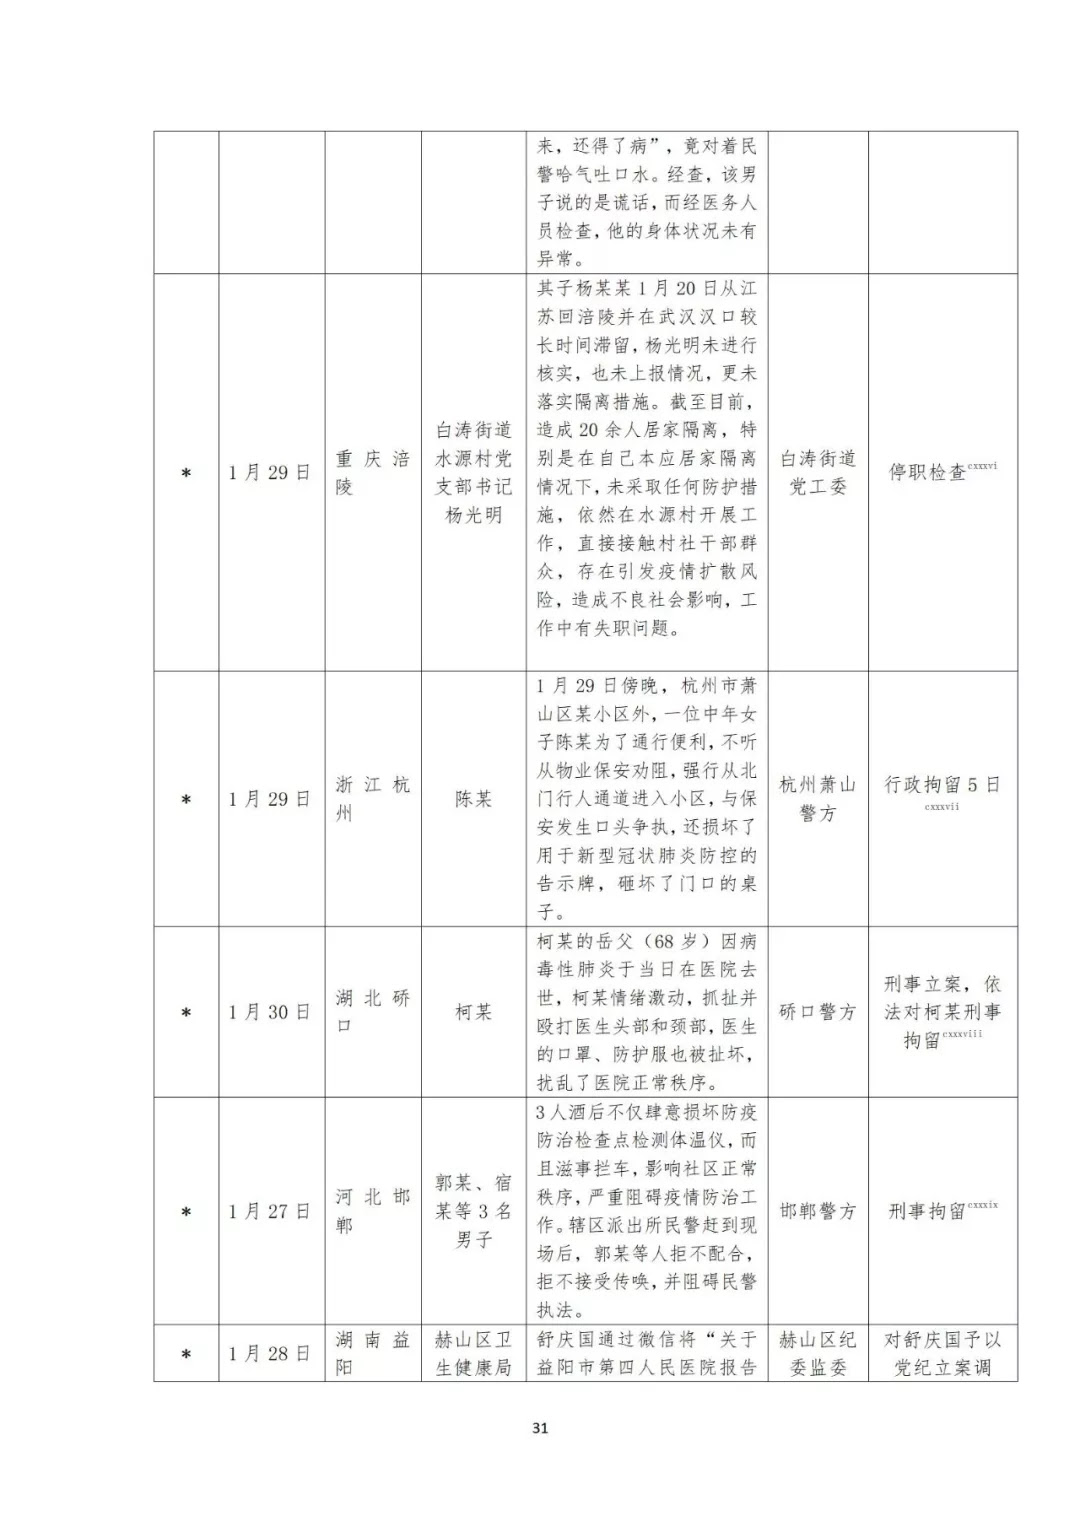 来，还得了病”，竟对着民
警哈气吐口水。经查，该男
子说的是谎话，而经医务人
员检查，他的身体状况未有
异常。
*
1 月 29 日
重庆涪
陵
白涛街道
水源村党
支部书记
杨光明
其子杨某某 1 月 20 日从江
苏回涪陵并在武汉汉口较
长时间滞留，杨光明未进行
核实，也未上报情况，更未
落实隔离措施。截至目前，
造成 20 余人居家隔离，特
别是在自己本应居家隔离
情况下，未采取任何防护措
施，依然在水源村开展工
作，直接接触村社干部群
众，存在引发疫情扩散风
险，造成不良社会影响，工
作中有失职问题。
白涛街道
党工委
停职检查cxxxvi
*
1 月 29 日
浙江杭
州
陈某
1 月 29 日傍晚，杭州市萧
山区某小区外，一位中年女
子陈某为了通行便利，不听
从物业保安劝阻，强行从北
门行人通道进入小区，与保
安发生口头争执，还损坏了
用于新型冠状肺炎防控的
告示牌，砸坏了门口的桌
子。
杭州萧山
警方
行政拘留 5 日
cxxxvii
*
1 月 30 日
湖北硚
口
柯某
柯某的岳父（68 岁）因病
毒性肺炎于当日在医院去
世，柯某情绪激动，抓扯并
殴打医生头部和颈部，医生
的口罩、防护服也被扯坏，
扰乱了医院正常秩序。
硚口警方
刑事立案，依
法对柯某刑事
拘留cxxxviii
*
1 月 27 日
河北邯
郸
郭某、宿
某等 3 名
男子
3 人酒后不仅肆意损坏防疫
防治检查点检测体温仪，而
且滋事拦车，影响社区正常
秩序，严重阻碍疫情防治工
作。辖区派出所民警赶到现
场后，郭某等人拒不配合，
拒不接受传唤，并阻碍民警
执法。
邯郸警方
刑事拘留cxxxix
*
1 月 28 日
湖南益
阳
赫山区卫
生健康局
舒庆国通过微信将“关于
益阳市第四人民医院报告
赫山区纪
委监委
对舒庆国予以
党纪立案调
31